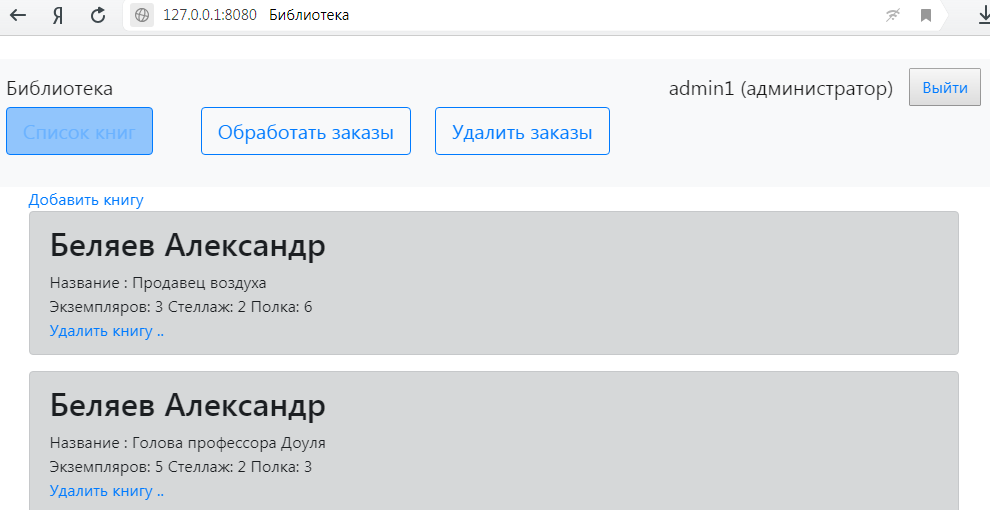 127.0.0.1:8080 Библиотека
Библиотека
admin1 (администратор) Выйти
Список книг Обработать заказы Удалить заказы
Добавить книгу
Беляев Александр
Название : Продавец воздуха
Экземпляров: 3 Стеллаж: 2 Полка: 6
Удалить книгу ..
Беляев Александр
Название : Голова профессора Доуля
Экземпляров: 5 Стеллаж: 2 Полка: 3
Удалить книгу ..